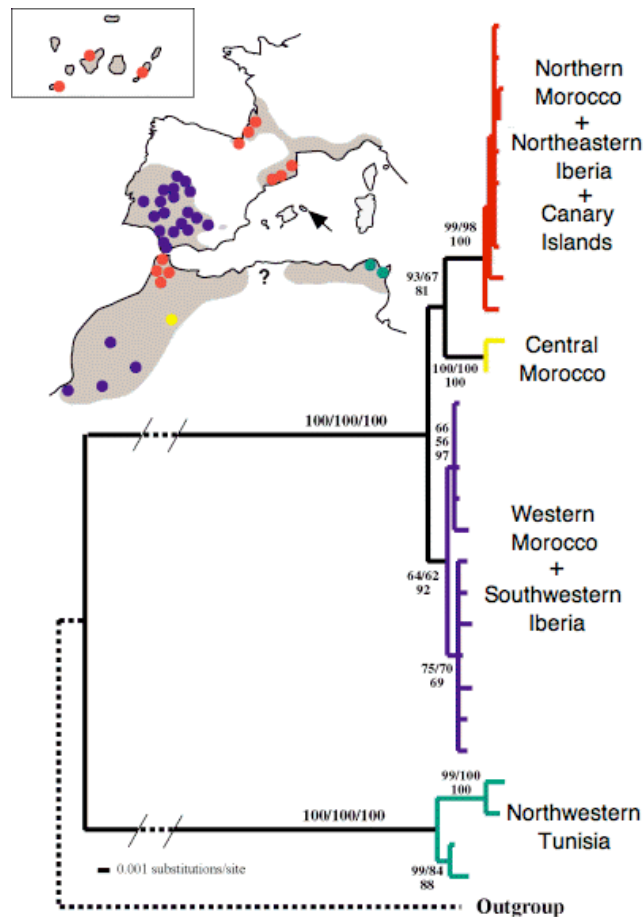 Northern
Morocco
+
Northeastern
Iberia
+
Canary
Islands
99/98
100
93/67
81
?
100/100
100
Central
Morocco
100/100/100
66
56
97
Western
Morocco
+
Southwestern
Iberia
64/62
92
75/70
69
99/100
100
Northwestern
Tunisia
100/100/100
99/84
88
0.001 substitutions/site
Outgroup